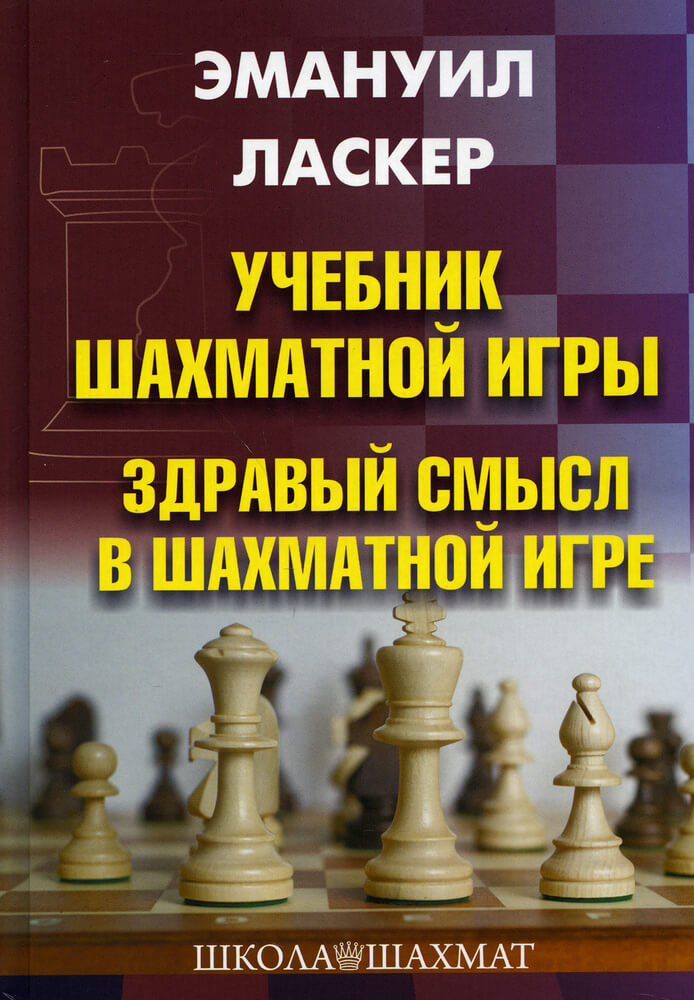 ЭМАНУИЛ
ЛАСКЕР
УЧЕБНИК
ШАХМАТНОЙ ИГРЫ
ЗДРАВЫЙ СМЫСЛ
В ШАХМАТНОЙ ИГРЕ
ШКОЛА ШАХМАТ